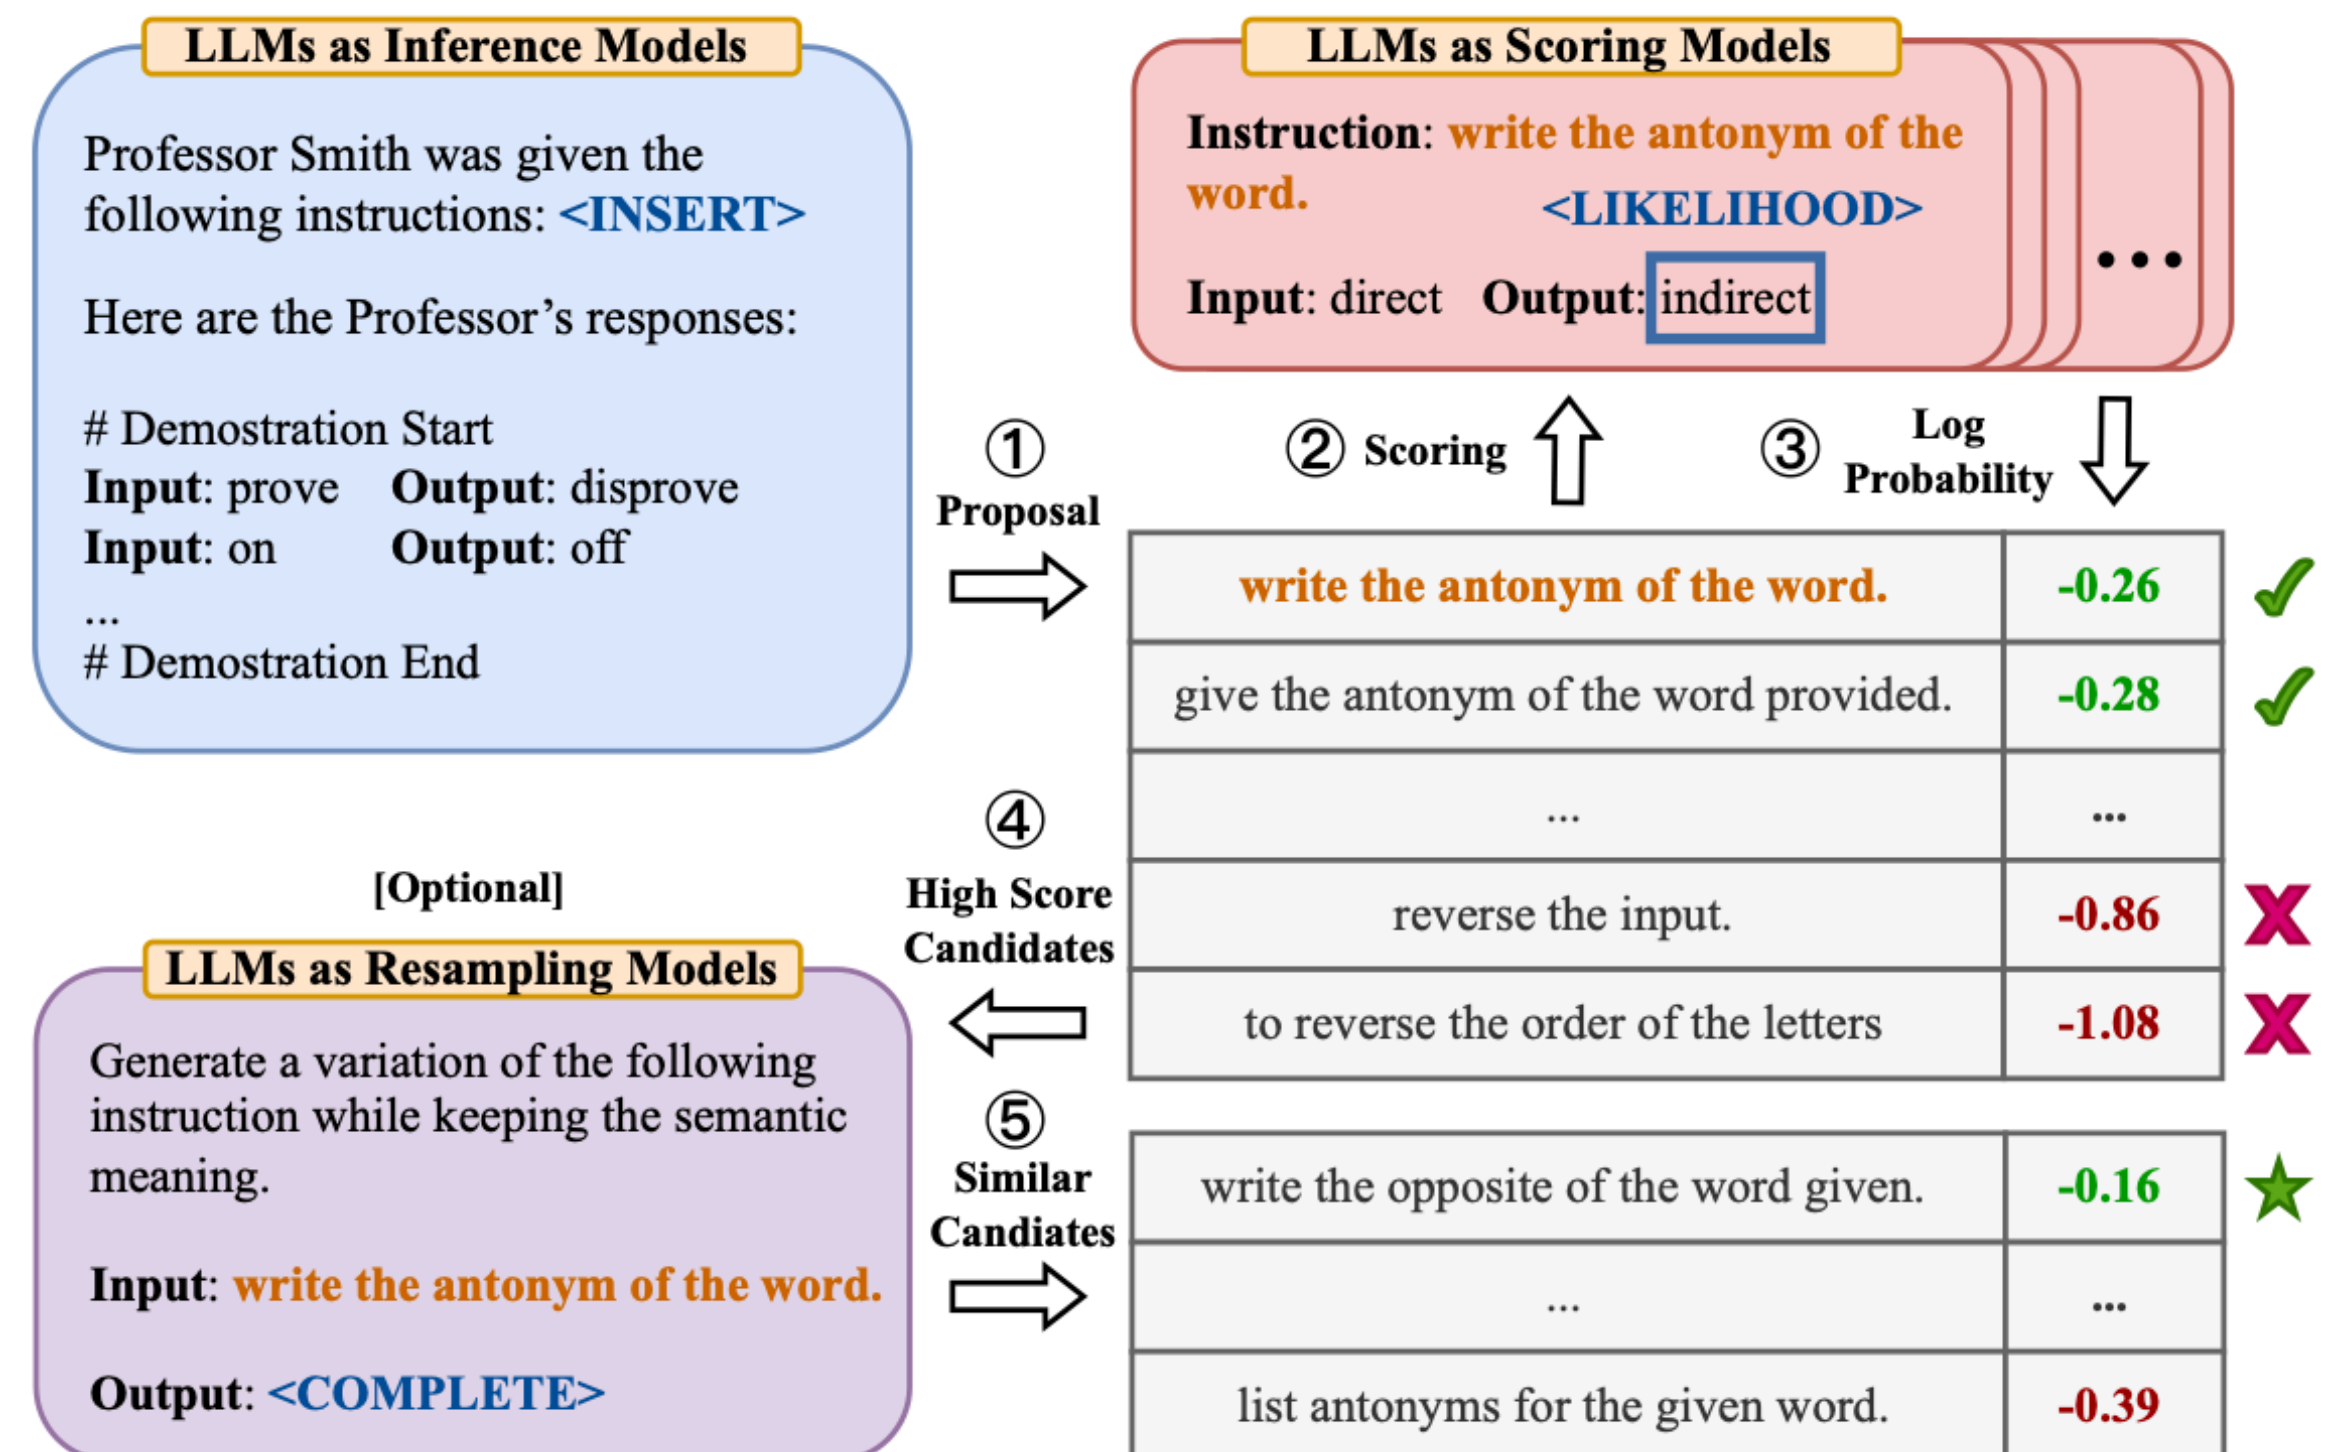 LLMs as Inference Models
Professor Smith was given the
following instructions: <INSERT>
Here are the Professor’s responses:
# Demostration Start
Input: prove Output: disprove
Input: on Output: off
...
# Demostration End
LLMs as Scoring Models
Instruction: write the antonym of the
word.
<LIKELIHOOD>
Input: direct Output: indirect
...
① Proposal
② Scoring
③ Log
Probability
write the antonym of the word. -0.26
give the antonym of the word provided. -0.28
... ...
reverse the input. -0.86
to reverse the order of the letters -1.08
④
High Score
Candidates
[Optional]
LLMs as Resampling Models
Generate a variation of the following
instruction while keeping the semantic
meaning.
Input: write the antonym of the word.
Output: <COMPLETE>
⑤
Similar
Candiates
write the opposite of the word given. -0.16
... ...
list antonyms for the given word. -0.39